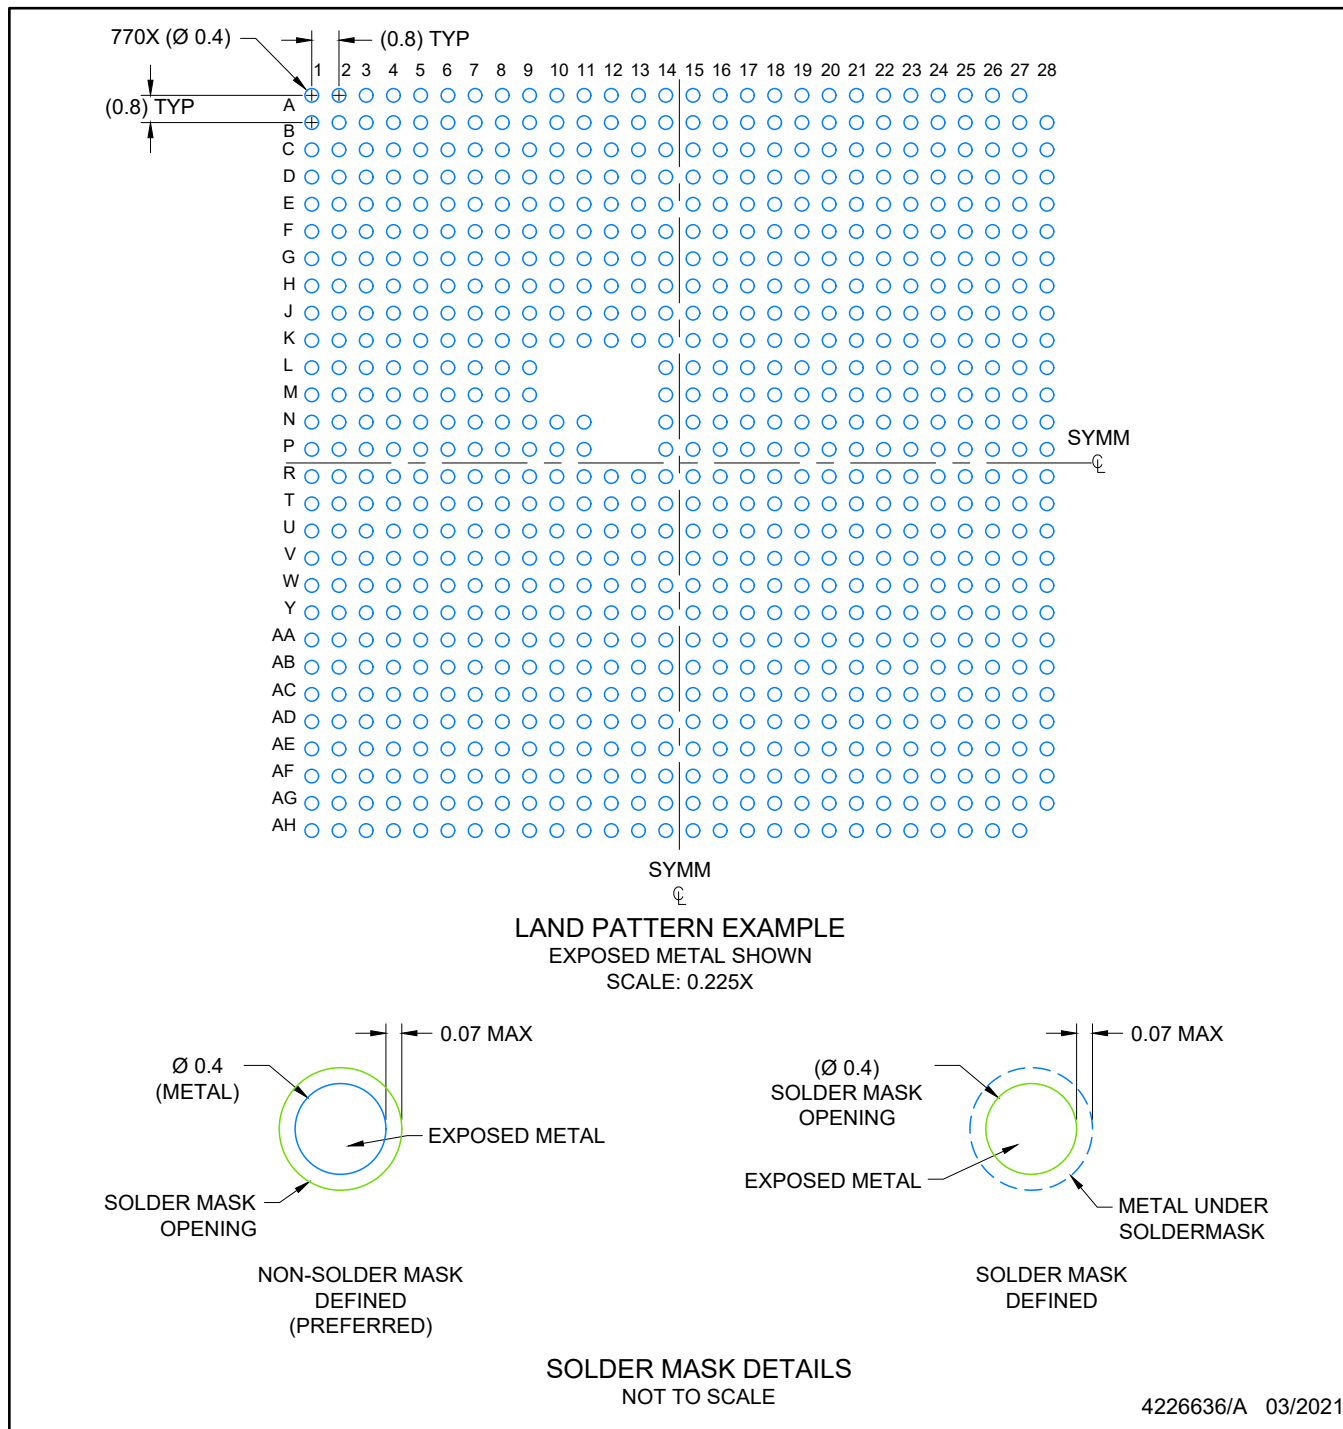 770X (Ø 0.4)
(0.8) TYP
1 2 3 4 5 6 7 8 9 10 11 12 13 14 15 16 17 18 19 20 21 22 23 24 25 26 27 28
(0.8) TYP
A
B
C
D
E
F
G
H
J
K
L
M
N
P
SYMM
℄
R
T
U
V
W
Y
AA
AB
AC
AD
AE
AF
AG
AH
SYMM
℄
LAND PATTERN EXAMPLE
EXPOSED METAL SHOWN
SCALE: 0.225X
0.07 MAX
Ø 0.4
(METAL)
EXPOSED METAL
SOLDER MASK
OPENING
NON-SOLDER MASK
DEFINED
(PREFERRED)
0.07 MAX
(Ø 0.4)
SOLDER MASK
OPENING
EXPOSED METAL
METAL UNDER
SOLDERMASK
SOLDER MASK
DEFINED
SOLDER MASK DETAILS
NOT TO SCALE
4226636/A 03/2021